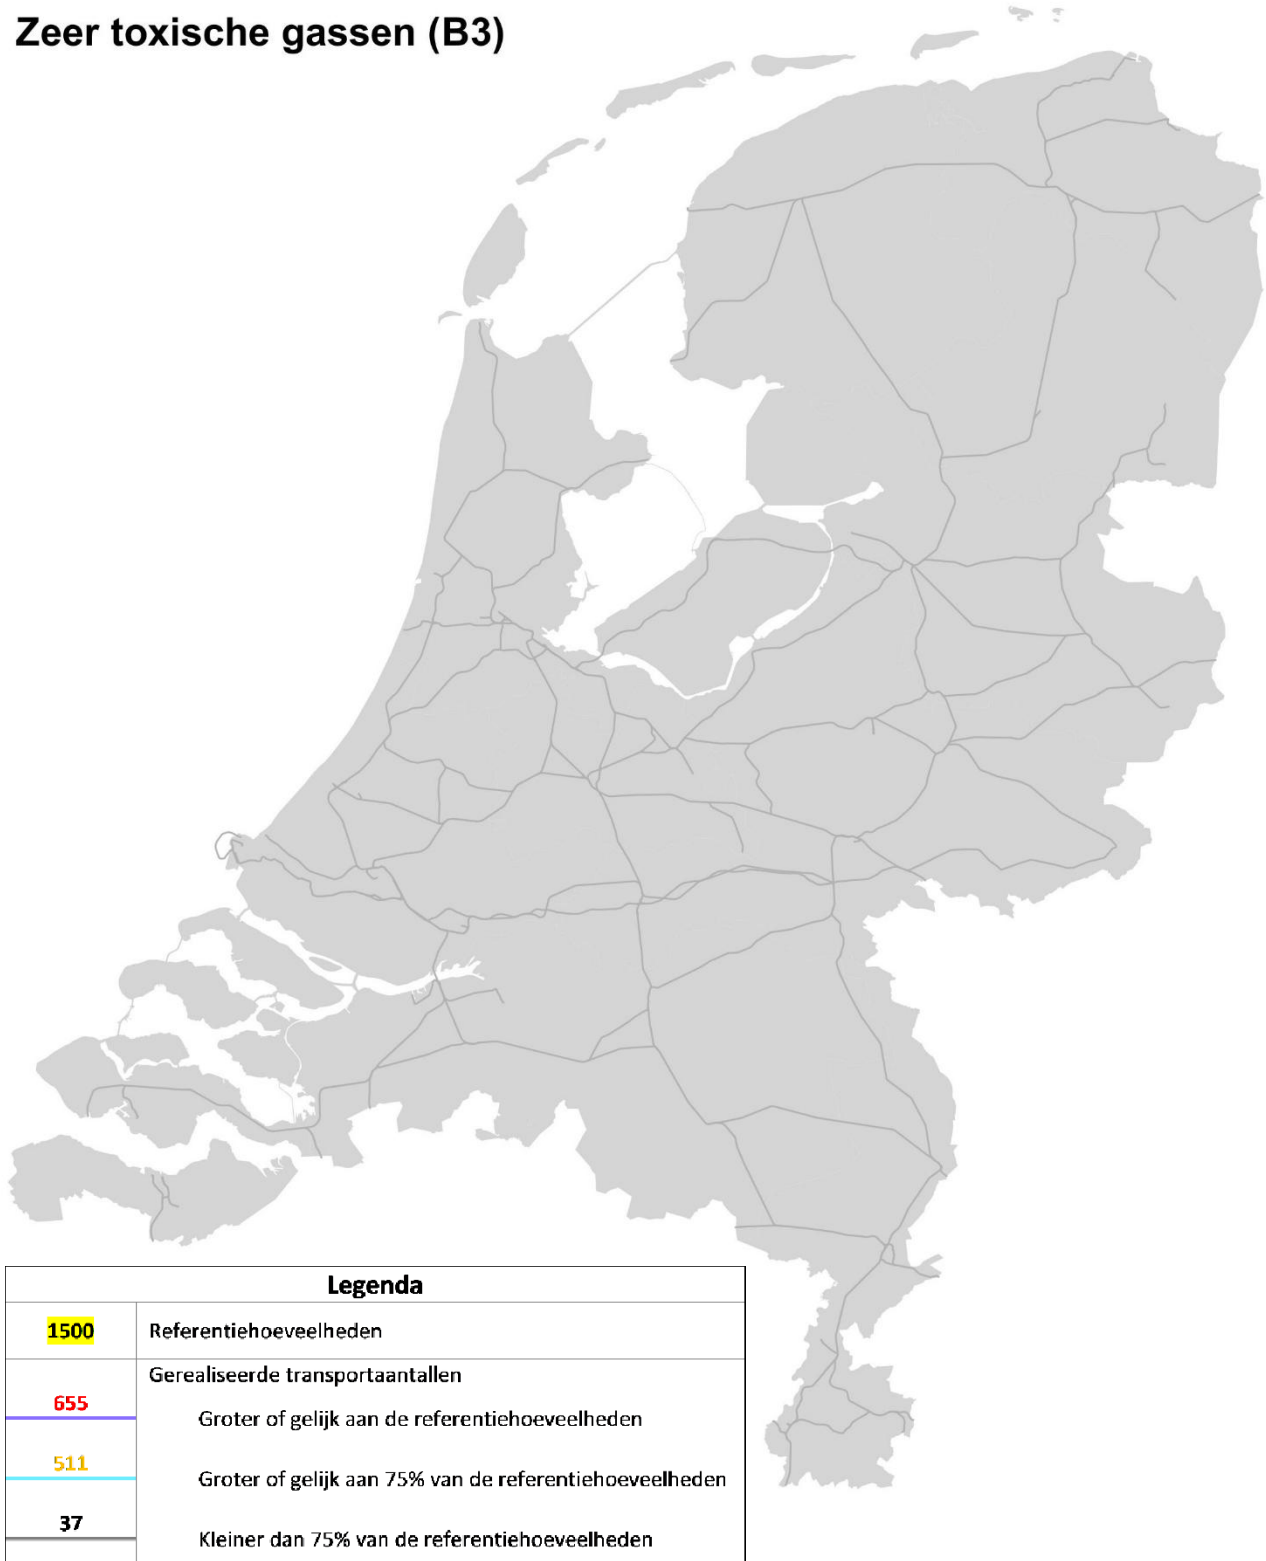 Zeer toxische gassen (B3)
Legenda
1500 Referentiehoeveelheden
Gerealiseerde transportaantallen
655
Groter of gelijk aan de referentiehoeveelheden
511
Groter of gelijk aan 75% van de referentiehoeveelheden
37
Kleiner dan 75% van de referentiehoeveelheden